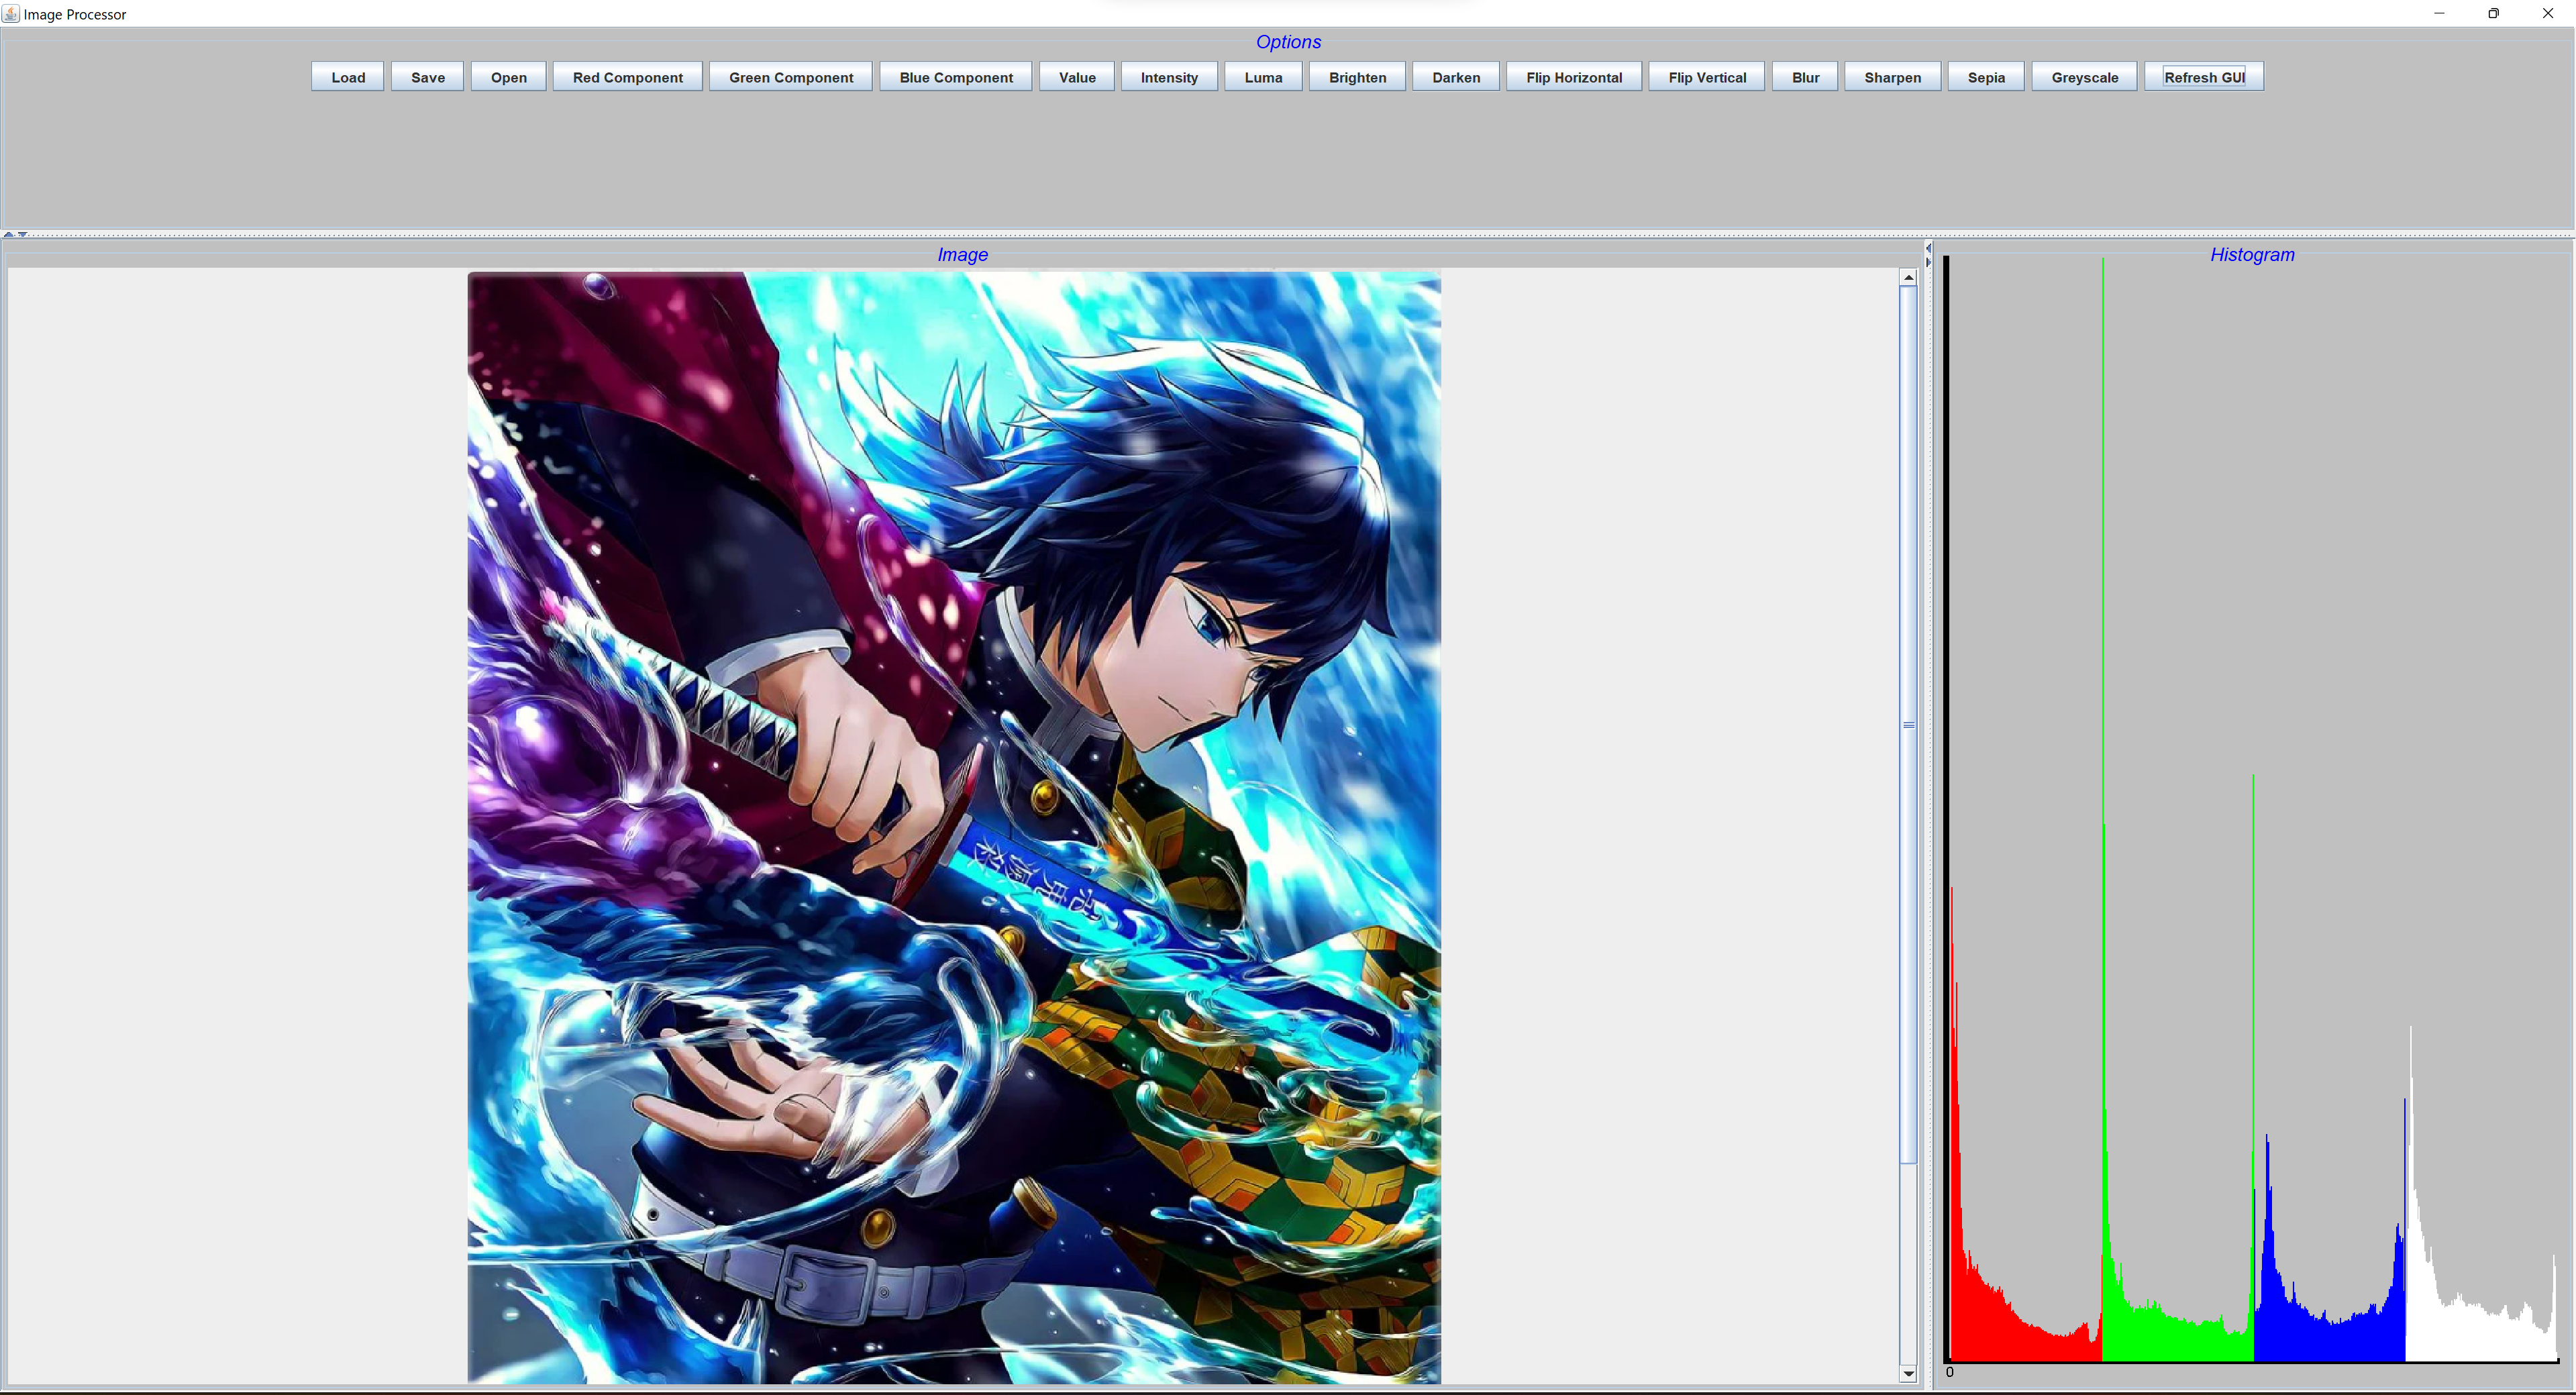 Image Processor
Options
Load Save Open Red Component Green Component Blue Component Value Intensity Luma Brighten Darken Flip Horizontal Flip Vertical Blur Sharpen Sepia Greyscale Refresh GUI
Image
Histogram
0